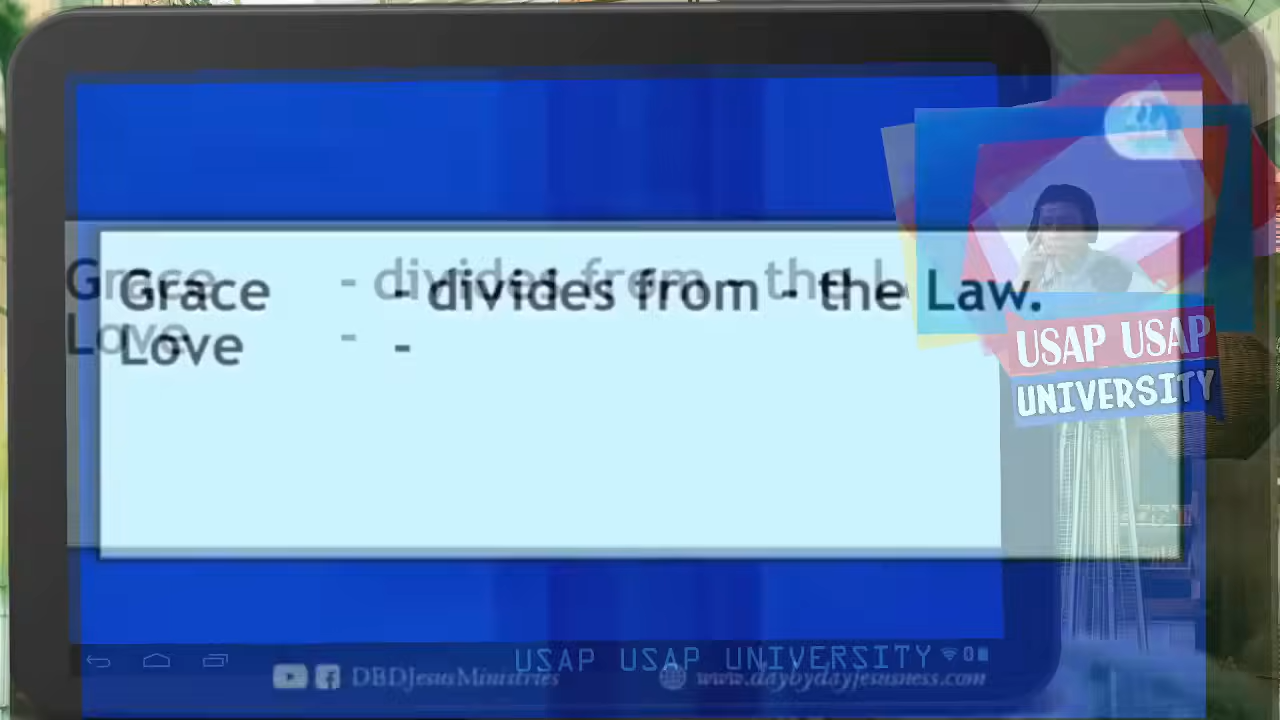 Grace - divides from - the Law.
Love -
USAP USAP
UNIVERSITY
USAP USAP UNIVERSITY
DBDJesusMinistries
www.daybydayjesusness.com